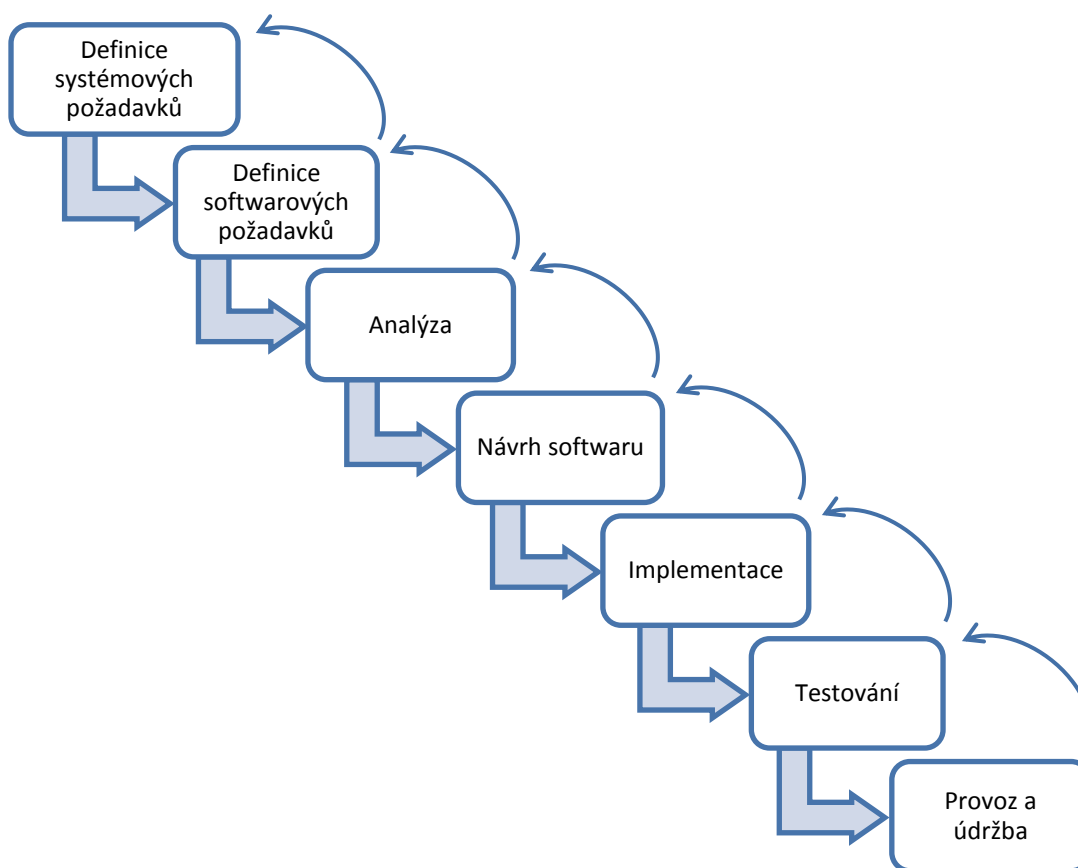 Definice
systémových
požadavků
Definice
softwarových
požadavků
Analýza
Návrh softwaru
Implementace
Testování
Provoz a
údržba